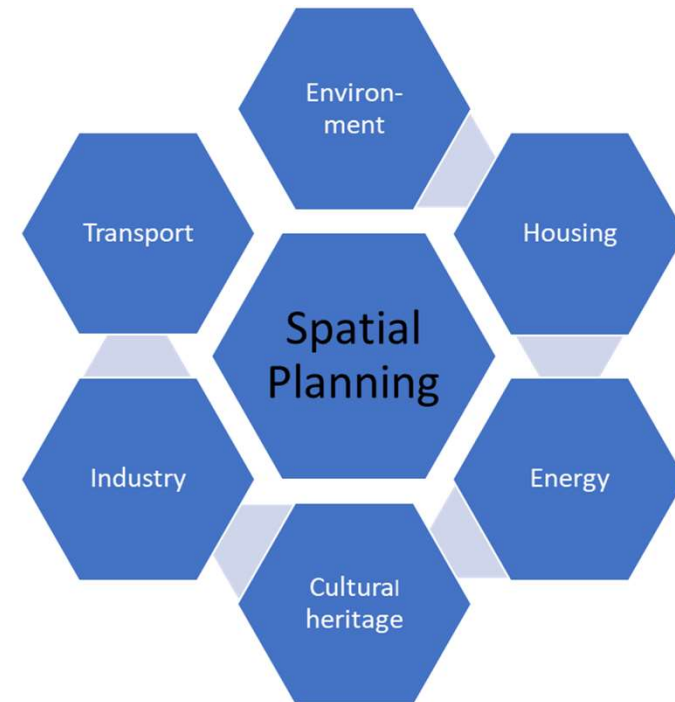 Environ-
ment
Transport
Housing
Spatial
Planning
Industry
Energy
Cultural
heritage